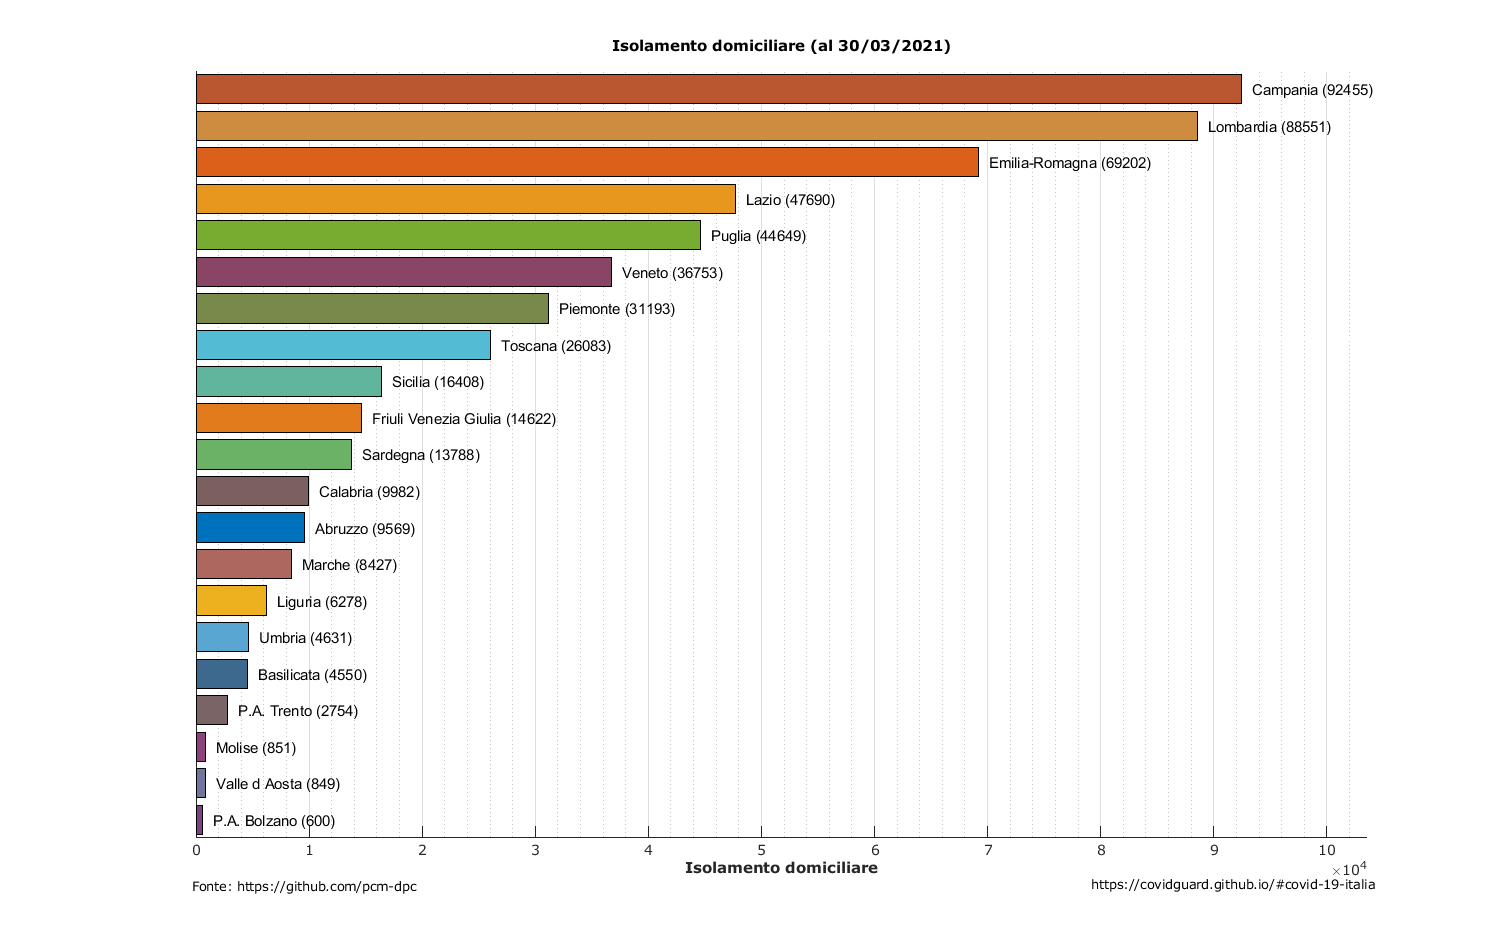 Isolamento domiciliare (al 30/03/2021)
Campania (92455)
Lombardia (88551)
Emilia-Romagna (69202)
Lazio (47690)
Puglia (44649)
Veneto (36753)
Piemonte (31193)
Toscana (26083)
Sicilia (16408)
Friuli Venezia Giulia (14622)
Sardegna (13788)
Calabria (9982)
Abruzzo (9569)
Marche (8427)
Liguria (6278)
Umbria (4631)
Basilicata (4550)
P.A. Trento (2754)
Molise (851)
Valle d Aosta (849)
P.A. Bolzano (600)
0 1 2 3 4 5 6 7 8 9 10
×10⁴
Isolamento domiciliare
Fonte: https://github.com/pcm-dpc
https://covidguard.github.io/#covid-19-italia